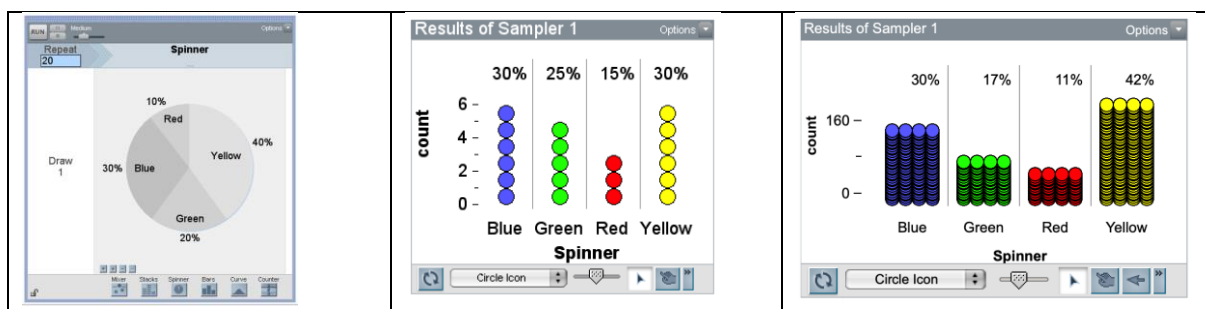 RUN
Medium
Options
Repeat
20
Spinner
10%
Red
40%
Yellow
30%
Blue
Green
20%
Draw
1
Mixer Stacks Spinner Bars Curve Counter
Results of Sampler 1 Options
30% 25% 15% 30%
6
4
2
0
count
Blue Green Red Yellow
Spinner
Circle Icon
Results of Sampler 1 Options
30% 17% 11% 42%
160
0
count
Blue Green Red Yellow
Spinner
Circle Icon